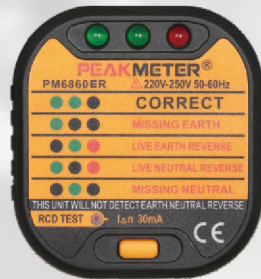 PEAKMETER®
PM6860ER ⚠220V-250V 50-60Hz
CORRECT
MISSING EARTH
LIVE EARTH REVERSE
LIVE NEUTRAL REVERSE
MISSING NEUTRAL
THIS UNIT WILL NOT DETECT EARTH NEUTRAL REVERSE
RCD TEST I△n 30mA
CE